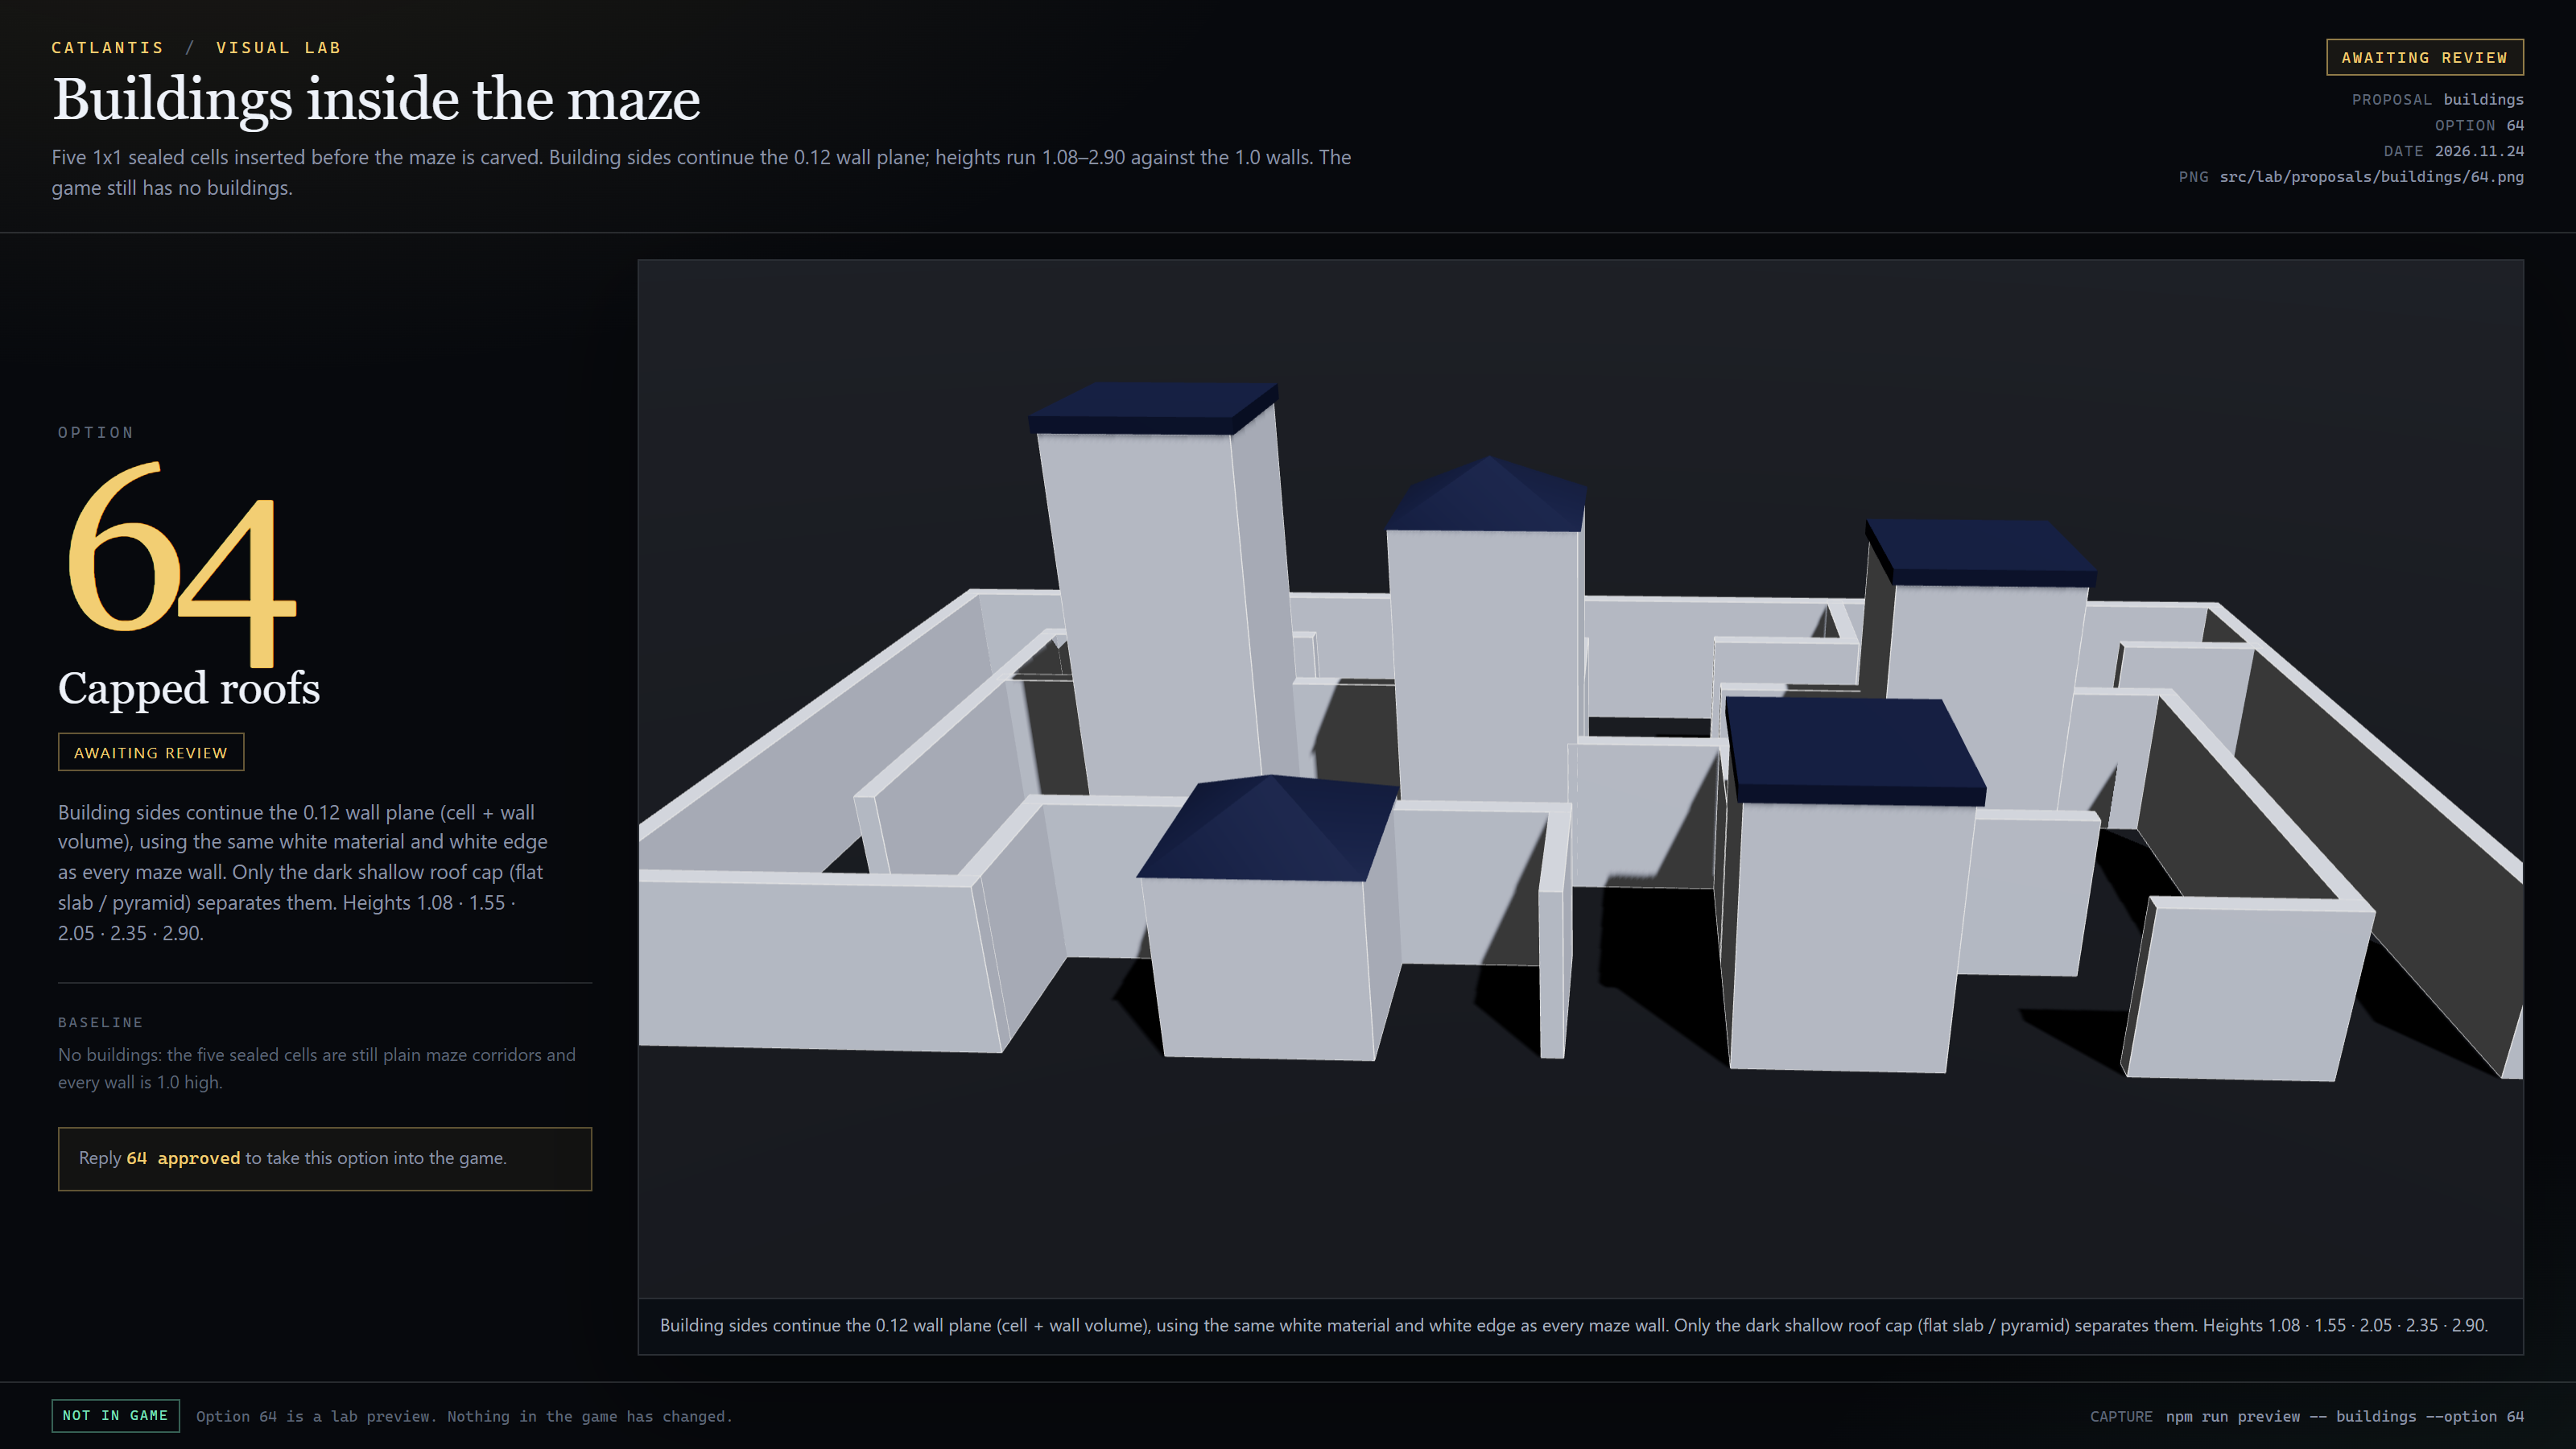 CATLANTIS / VISUAL LAB
Buildings inside the maze
Five 1x1 sealed cells inserted before the maze is carved. Building sides continue the 0.12 wall plane; heights run 1.08–2.90 against the 1.0 walls. The
game still has no buildings.
AWAITING REVIEW
PROPOSAL buildings
OPTION 64
DATE 2026.11.24
PNG src/lab/proposals/buildings/64.png
OPTION
64
Capped roofs
AWAITING REVIEW
Building sides continue the 0.12 wall plane (cell + wall
volume), using the same white material and white edge
as every maze wall. Only the dark shallow roof cap (flat
slab / pyramid) separates them. Heights 1.08 · 1.55 ·
2.05 · 2.35 · 2.90.
BASELINE
No buildings: the five sealed cells are still plain maze corridors and
every wall is 1.0 high.
Reply 64 approved to take this option into the game.
Building sides continue the 0.12 wall plane (cell + wall volume), using the same white material and white edge as every maze wall. Only the dark shallow roof cap (flat slab / pyramid) separates them. Heights 1.08 · 1.55 · 2.05 · 2.35 · 2.90.
NOT IN GAME Option 64 is a lab preview. Nothing in the game has changed.
CAPTURE npm run preview -- buildings --option 64